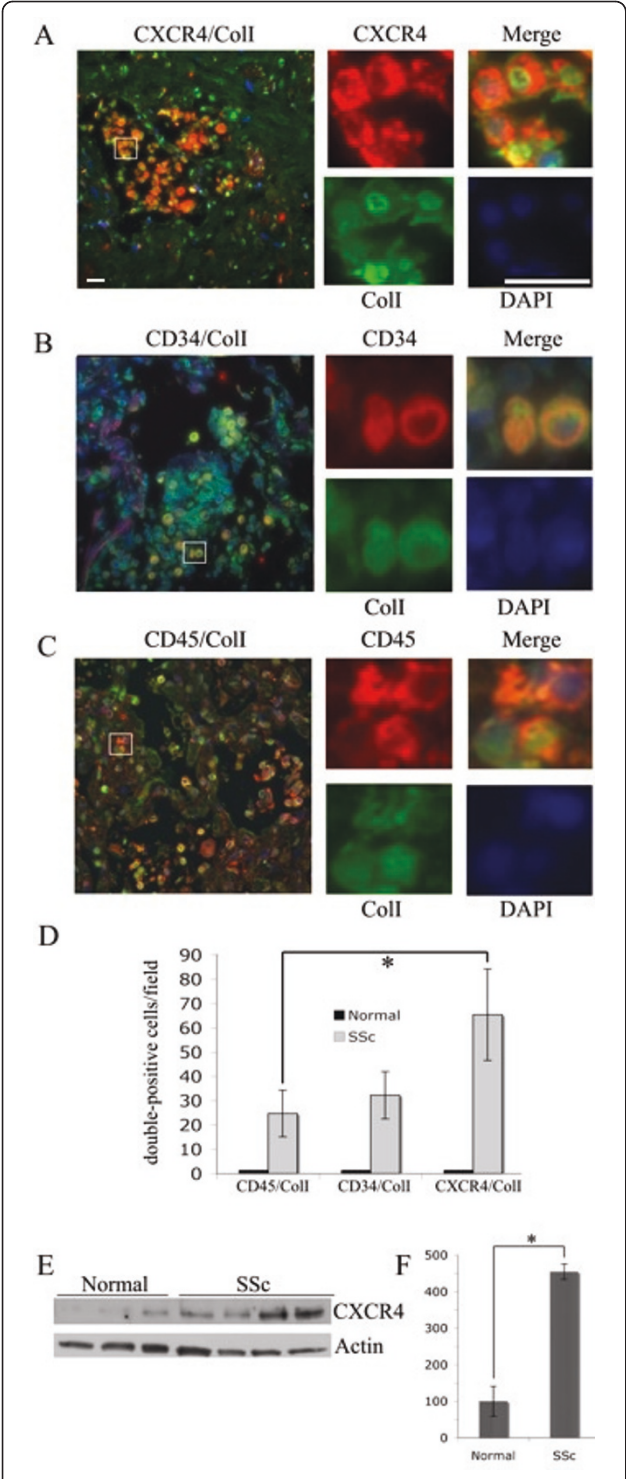 A
CXCR4/ColI
CXCR4
Merge
ColI
DAPI
B
CD34/ColI
CD34
Merge
ColI
DAPI
C
CD45/ColI
CD45
Merge
ColI
DAPI
D
double-positive cells/field
90
80
70
60
50
40
30
20
10
0
*
Normal
SSc
CD45/ColI
CD34/ColI
CXCR4/ColI
E
Normal
SSc
CXCR4
Actin
F
500
400
300
200
100
0
*
Normal
SSc